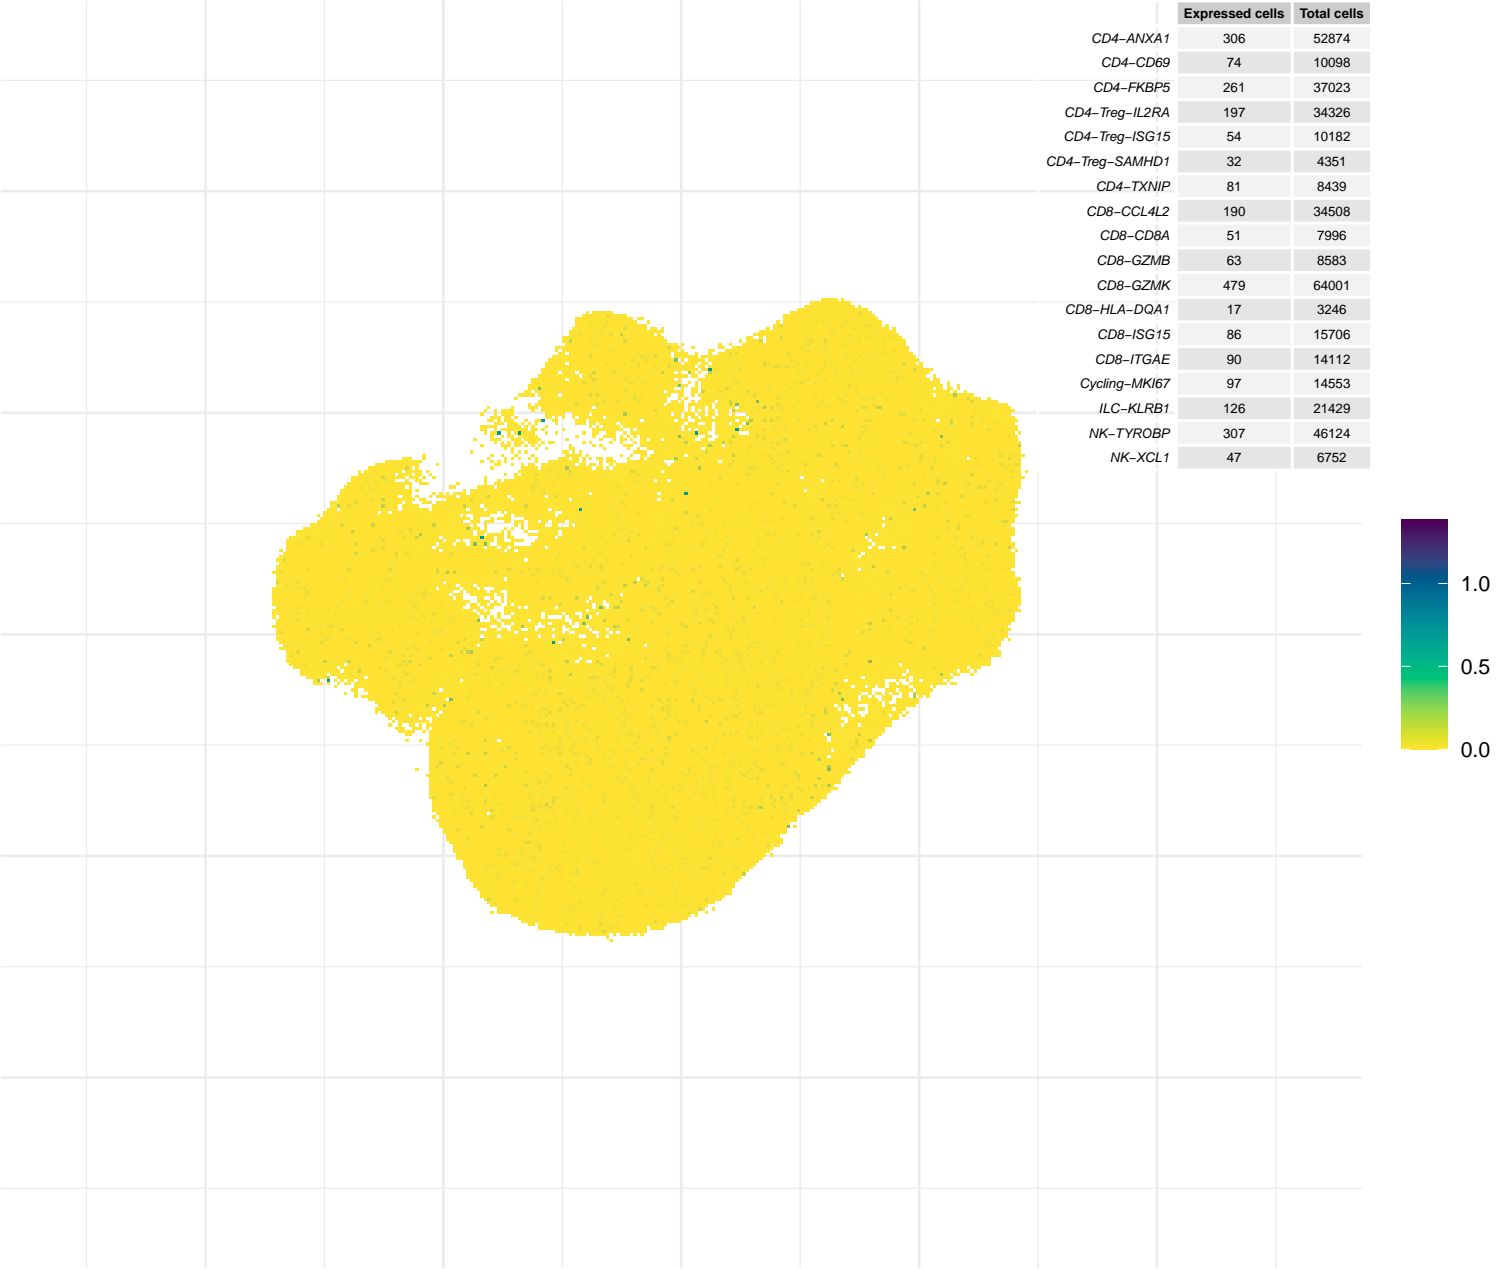 Expressed cells Total cells
CD4−ANXA1 306 52874
CD4−CD69 74 10098
CD4−FKBP5 261 37023
CD4−Treg−IL2RA 197 34326
CD4−Treg−ISG15 54 10182
CD4−Treg−SAMHD1 32 4351
CD4−TXNIP 81 8439
CD8−CCL4L2 190 34508
CD8−CD8A 51 7996
CD8−GZMB 63 8583
CD8−GZMK 479 64001
CD8−HLA−DQA1 17 3246
CD8−ISG15 86 15706
CD8−ITGAE 90 14112
Cycling−MKI67 97 14553
ILC−KLRB1 126 21429
NK−TYROBP 307 46124
NK−XCL1 47 6752
1.0
0.5
0.0